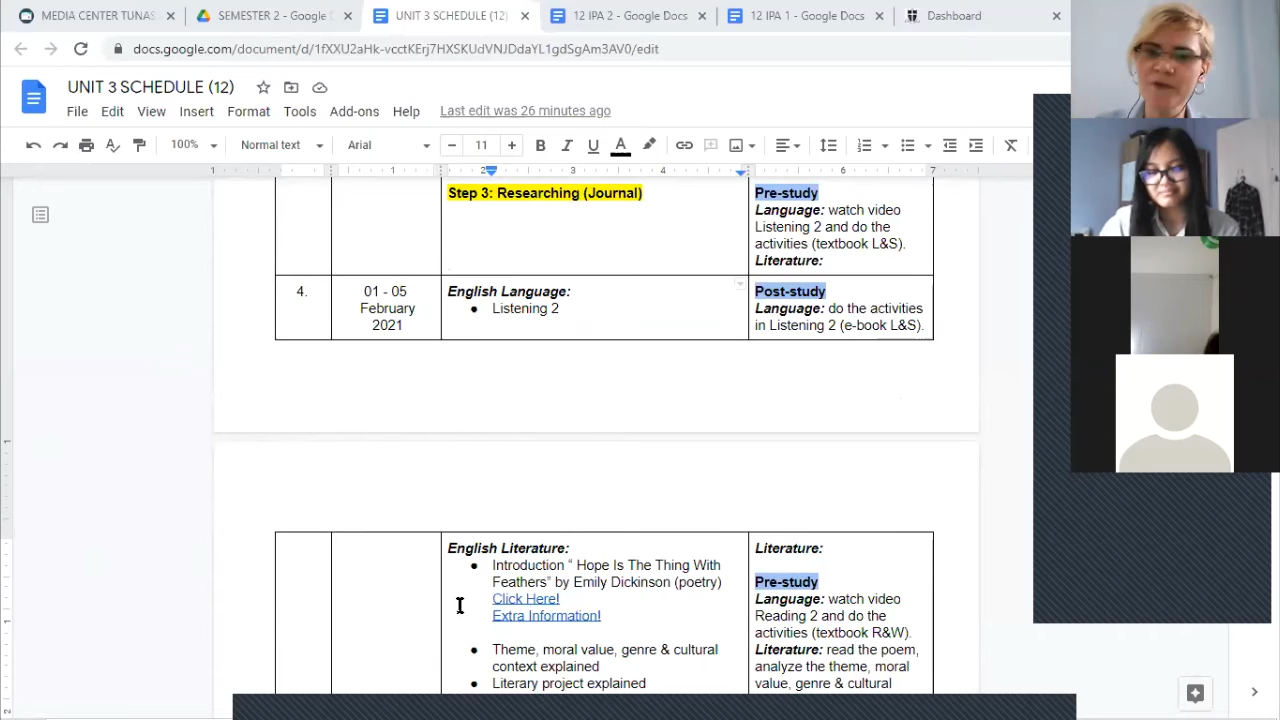 MEDIA CENTER TUNAS
SEMESTER 2 - Google
UNIT 3 SCHEDULE (12)
12 IPA 2 - Google Docs
12 IPA 1 - Google Docs
Dashboard
docs.google.com/document/d/1fXXU2aHk-vcctKErj7HXSKUdVNJDdaYL1gdSgAm3AV0/edit
UNIT 3 SCHEDULE (12)
File Edit View Insert Format Tools Add-ons Help Last edit was 26 minutes ago
100% Normal text Arial 11
1 1 2 3 4 6 7
Step 3: Researching (Journal)
Pre-study
Language: watch video
Listening 2 and do the
activities (textbook L&S).
Literature:
4.
01 - 05
February
2021
English Language:
● Listening 2
Post-study
Language: do the activities
in Listening 2 (e-book L&S).
English Literature:
● Introduction “ Hope Is The Thing With
Feathers” by Emily Dickinson (poetry)
Click Here!
Extra Information!
● Theme, moral value, genre & cultural
context explained
● Literary project explained
Literature:
Pre-study
Language: watch video
Reading 2 and do the
activities (textbook R&W).
Literature: read the poem,
analyze the theme, moral
value, genre & cultural